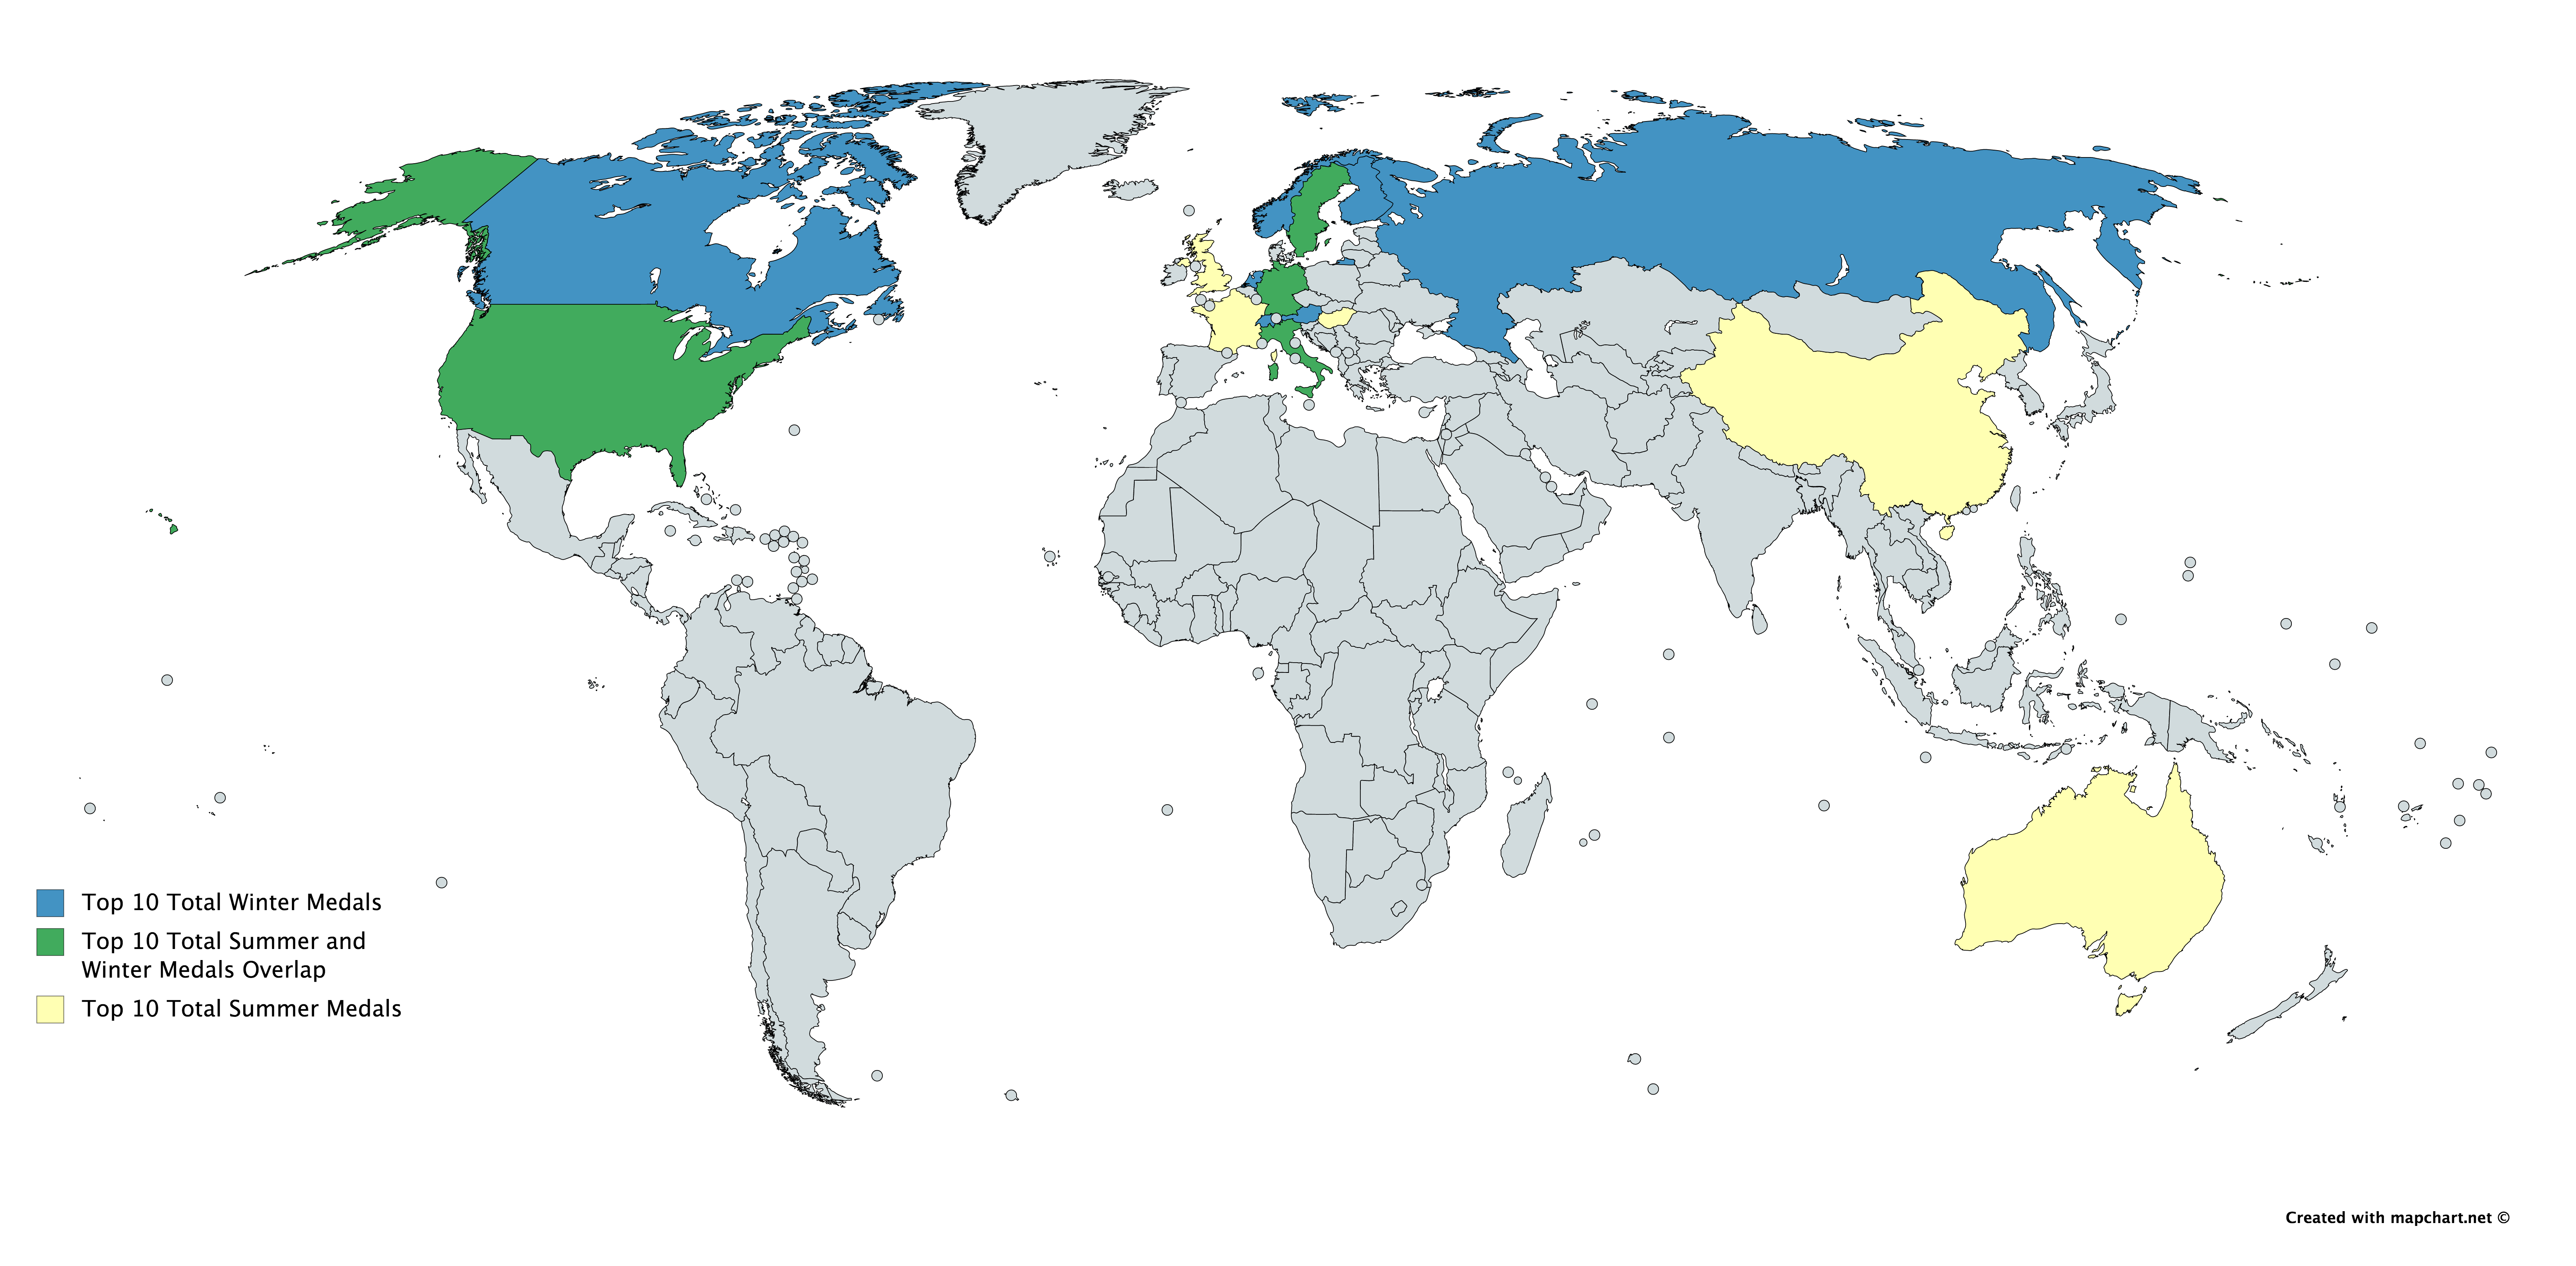 Top 10 Total Winter Medals
Top 10 Total Summer and
Winter Medals Overlap
Top 10 Total Summer Medals
Created with mapchart.net ©